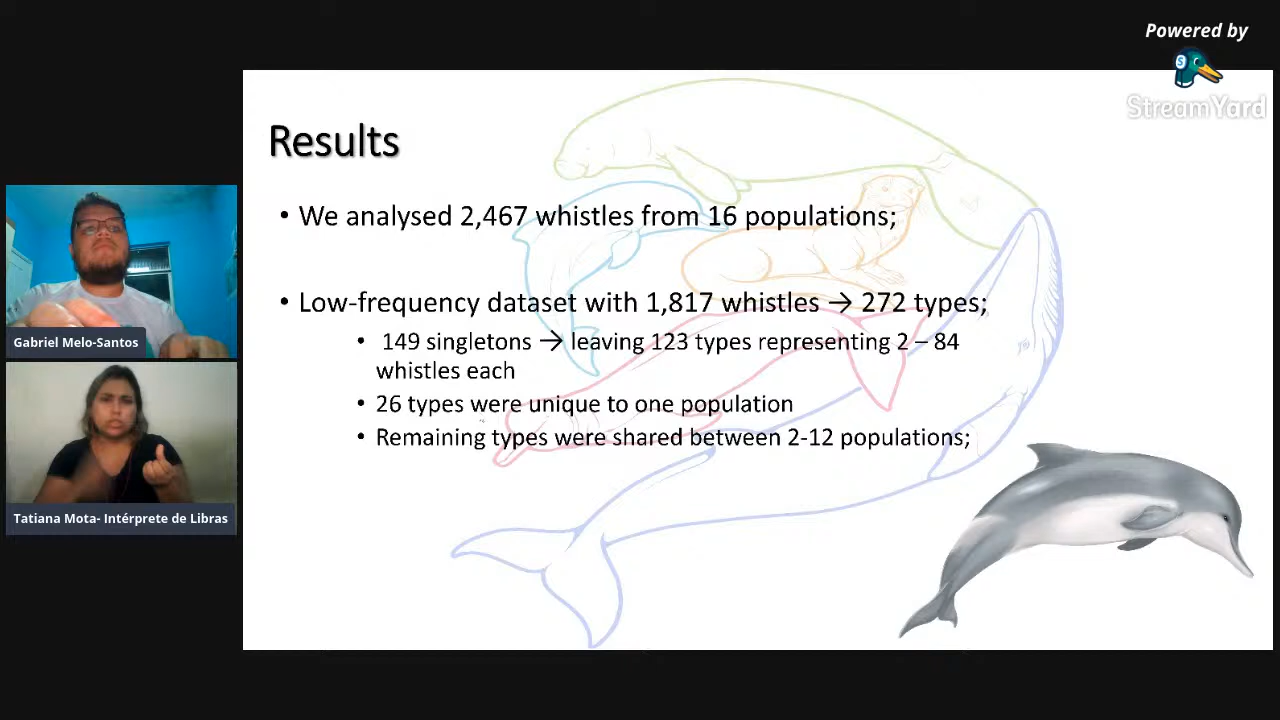 Powered by
StreamYard
Results
• We analysed 2,467 whistles from 16 populations;
• Low-frequency dataset with 1,817 whistles → 272 types;
• 149 singletons → leaving 123 types representing 2 – 84
whistles each
• 26 types were unique to one population
• Remaining types were shared between 2-12 populations;
Gabriel Melo-Santos
Tatiana Mota- Intérprete de Libras